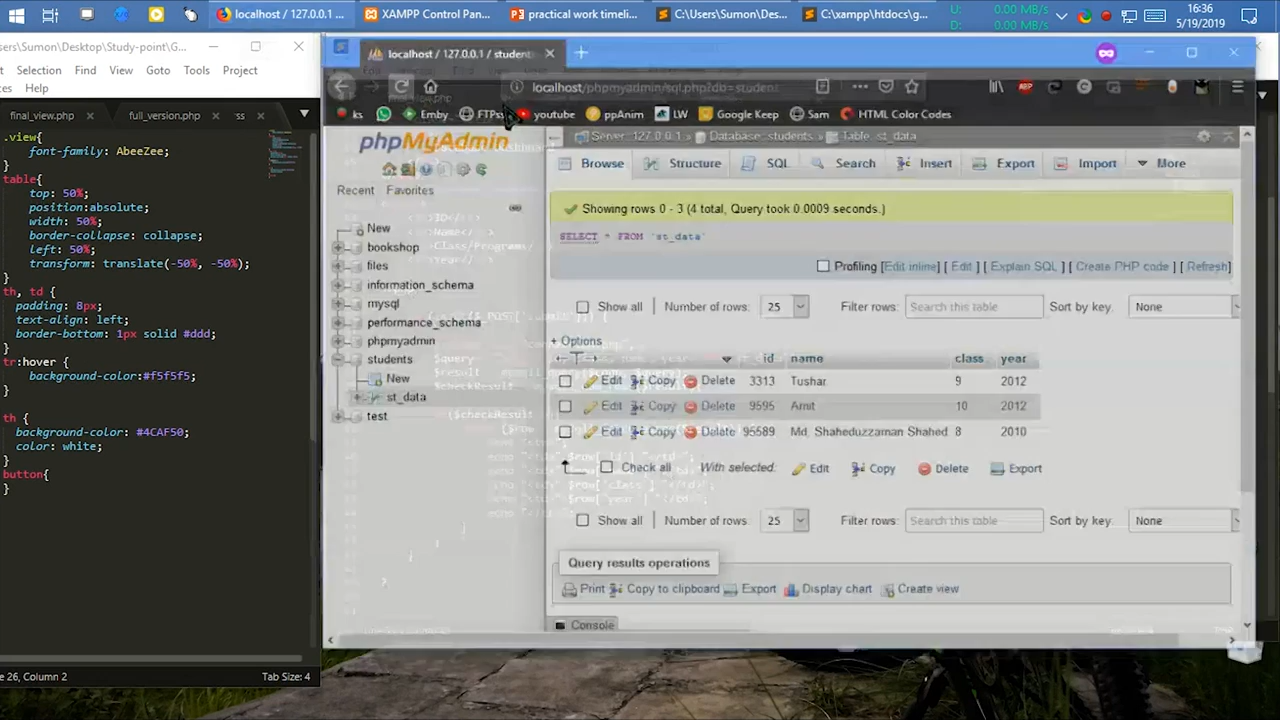 localhost / 127.0.0.1 ...
XAMPP Control Pan...
practical work timeli...
C:\Users\Sumon\Des...
C:\xampp\htdocs\g...
U: 0.00 MB/s
D: 0.00 MB/s
16:36
5/19/2019
s\Sumon\Desktop\Study-point\G...
Selection Find View Goto Tools Project
ks Help
final_view.php
full_version.php
ss
.view{
font-family: AbeeZee;
}
table{
top: 50%;
position:absolute;
width: 50%;
border-collapse: collapse;
left: 50%;
transform: translate(-50%, -50%);
}
th, td {
padding: 8px;
text-align: left;
border-bottom: 1px solid #ddd;
}
tr:hover {
background-color:#f5f5f5;
}
th {
background-color: #4CAF50;
color: white;
}
button{
}
26, Column 2
Tab Size: 4
localhost / 127.0.0.1 / student
localhost/phpmyadmin/sql.php?db=student
ks
Emby
FTPs
youtube
ppAnim
LW
Google Keep
Sam
HTML Color Codes
phpMyAdmin
Recent Favorites
New
bookshop
files
information_schema
mysql
performance_schema
phpmyadmin
students
New
st_data
test
Server: 127.0.0.1 » Database: students » Table: st_data
Browse Structure SQL Search Insert Export Import More
Showing rows 0 - 3 (4 total, Query took 0.0009 seconds.)
SELECT * FROM `st_data`
Profiling [Edit inline] [ Edit ] [ Explain SQL ] [ Create PHP code ] [ Refresh]
Show all Number of rows: 25 Filter rows: Search this table Sort by key: None
+ Options
id name class year
Edit Copy Delete 3313 Tushar 9 2012
Edit Copy Delete 9595 Amit 10 2012
Edit Copy Delete 95589 Md. Shaheduzzaman Shahed 8 2010
Check all With selected: Edit Copy Delete Export
Show all Number of rows: 25 Filter rows: Search this table Sort by key: None
Query results operations
Print Copy to clipboard Export Display chart Create view
Console